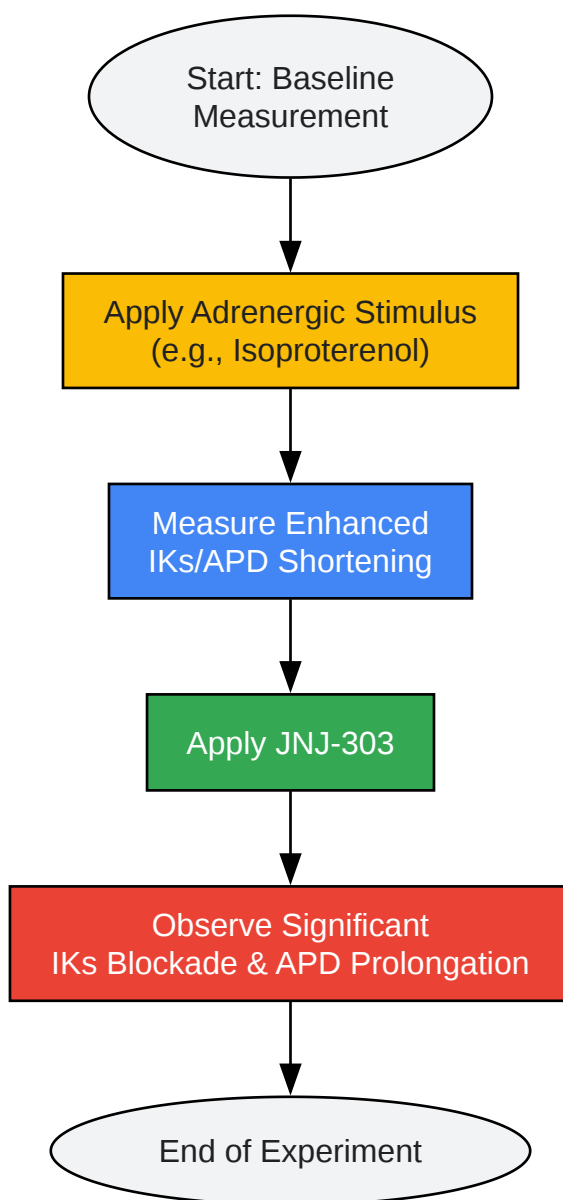 Start: Baseline
Measurement
Apply Adrenergic Stimulus
(e.g., Isoproterenol)
Measure Enhanced
IKs/APD Shortening
Apply JNJ-303
Observe Significant
IKs Blockade & APD Prolongation
End of Experiment